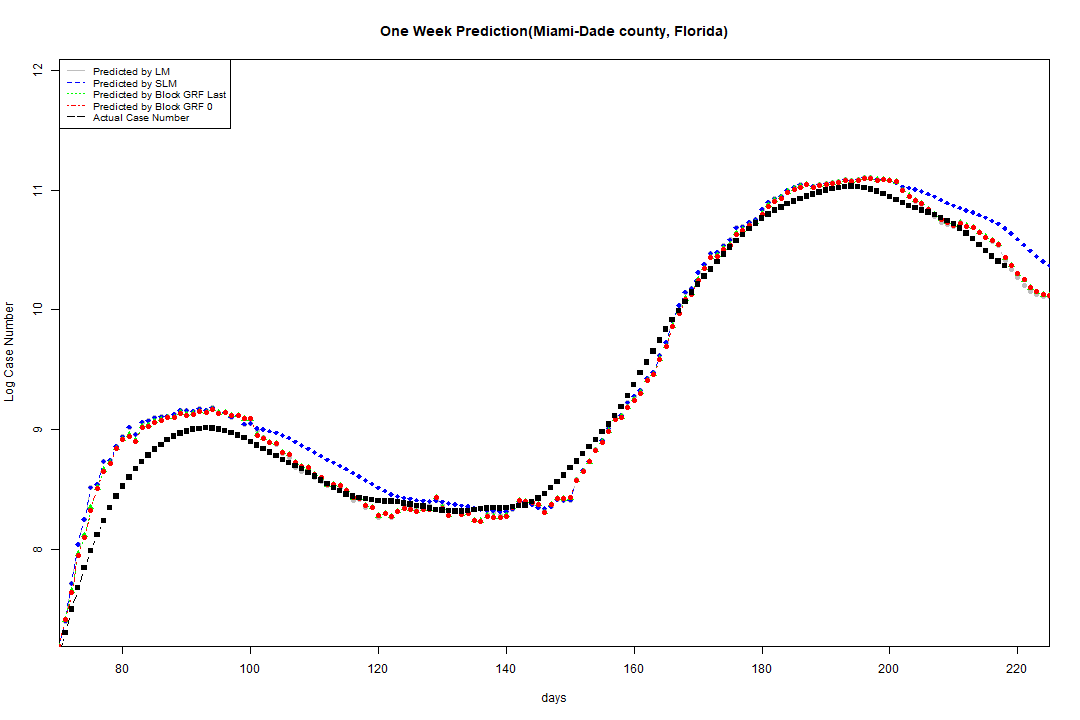 One Week Prediction(Miami-Dade county, Florida)
Predicted by LM
Predicted by SLM
Predicted by Block GRF Last
Predicted by Block GRF 0
Actual Case Number
12
11
10
9
8
Log Case Number
80 100 120 140 160 180 200 220
days